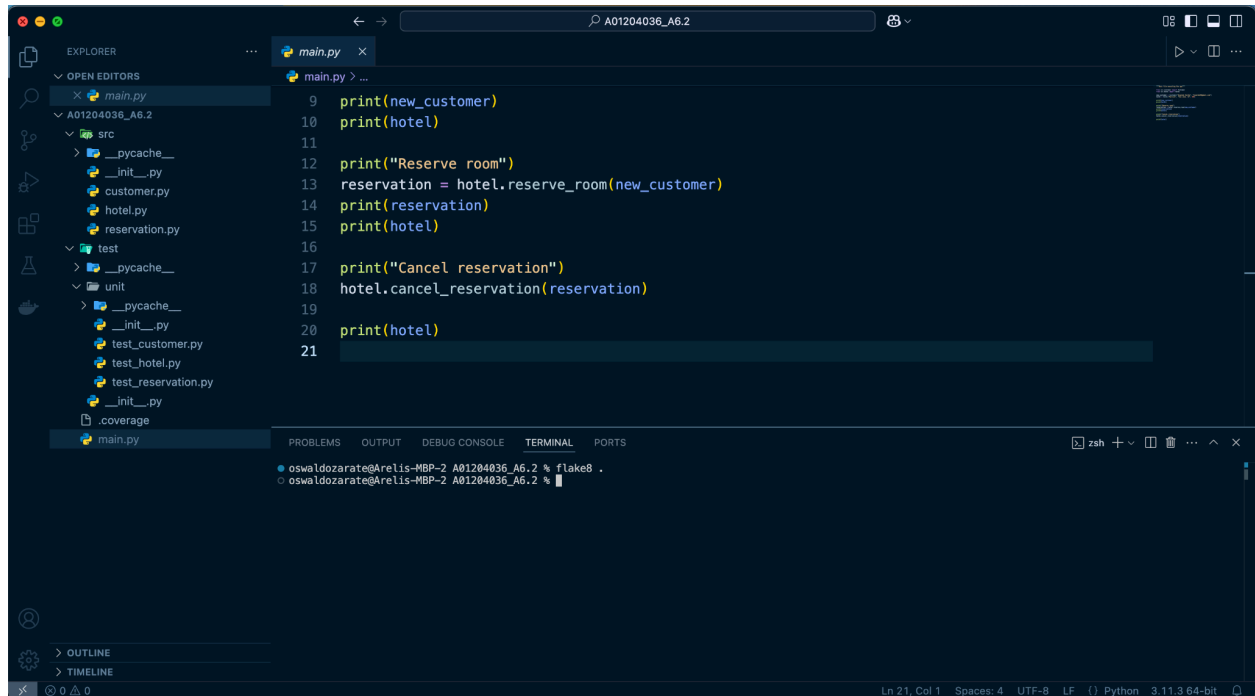 A01204036_A6.2
EXPLORER
main.py
OPEN EDITORS
main.py
main.py > ...
A01204036_A6.2
src
__pycache__
__init__.py
customer.py
hotel.py
reservation.py
test
__pycache__
unit
__pycache__
__init__.py
test_customer.py
test_hotel.py
test_reservation.py
__init__.py
.coverage
main.py
9 print(new_customer)
10 print(hotel)
11
12 print("Reserve room")
13 reservation = hotel.reserve_room(new_customer)
14 print(reservation)
15 print(hotel)
16
17 print("Cancel reservation")
18 hotel.cancel_reservation(reservation)
19
20 print(hotel)
21
PROBLEMS OUTPUT DEBUG CONSOLE TERMINAL PORTS zsh
oswaldozarate@Arelis-MBP-2 A01204036_A6.2 % flake8 .
oswaldozarate@Arelis-MBP-2 A01204036_A6.2 %
OUTLINE
TIMELINE
0 0 Ln 21, Col 1 Spaces: 4 UTF-8 LF {} Python 3.11.3 64-bit